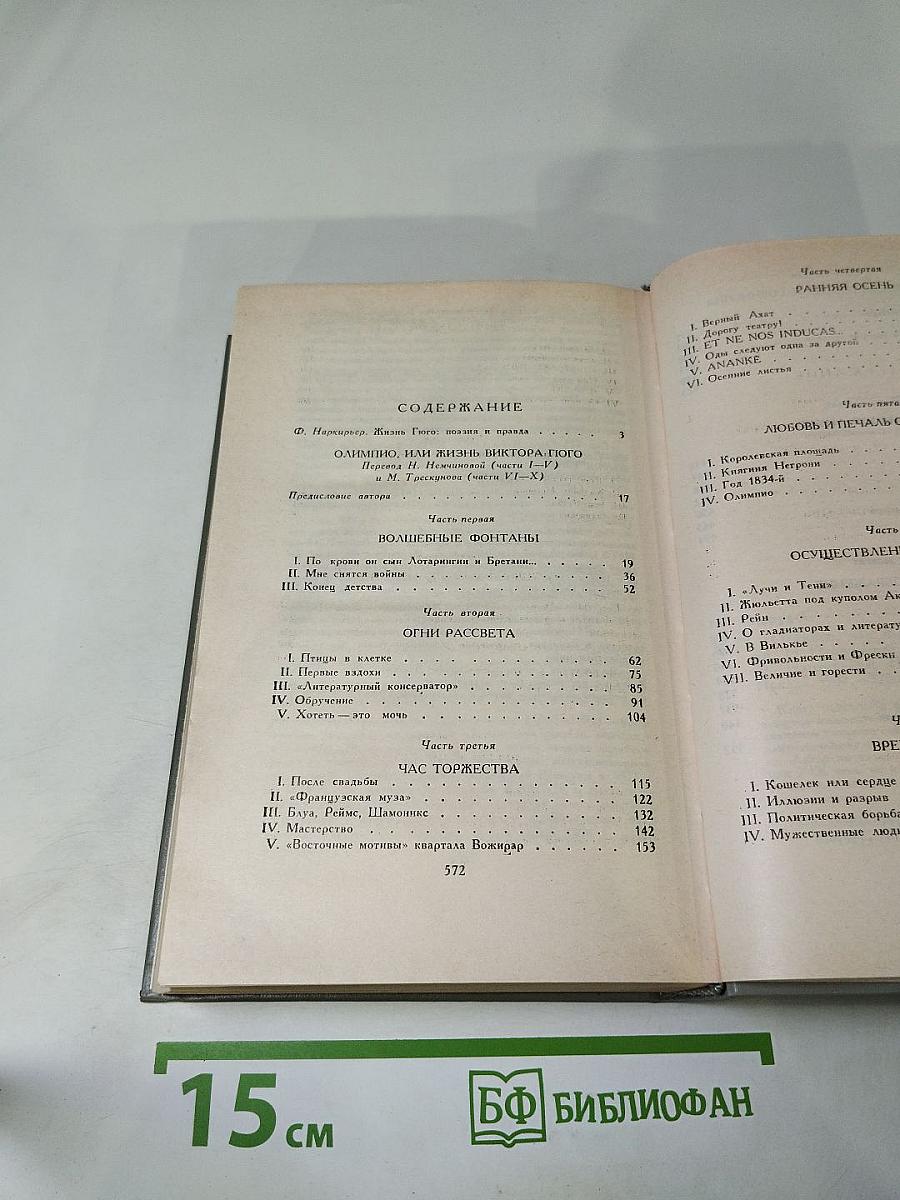 СОДЕРЖАНИЕ
Ф. Наркирьер. Жизнь Гюго: поэзия и правда . . . . . 3
ОЛИМПИО, ИЛИ ЖИЗНЬ ВИКТОРА ГЮГО
Перевод Н. Немчиновой (части I—V)
и М. Трескунова (части VI—X)
Предисловие автора . . . . . . . . . . . . . . 17
Часть первая
ВОЛШЕБНЫЕ ФОНТАНЫ
I. По крови он сын Лотарингии и Бретани... . . . . . 19
II. Мне снятся войны . . . . . . . . . . . . 36
III. Конец детства . . . . . . . . . . . . . 52
Часть вторая
ОГНИ РАССВЕТА
I. Птицы в клетке . . . . . . . . . . . . 62
II. Первые вздохи . . . . . . . . . . . . . 75
III. «Литературный консерватор» . . . . . . . . . 85
IV. Обручение . . . . . . . . . . . . . . 91
V. Хотеть — это мочь . . . . . . . . . . . 104
Часть третья
ЧАС ТОРЖЕСТВА
I. После свадьбы . . . . . . . . . . . . . 115
II. «Французская муза» . . . . . . . . . . . 122
III. Блуа, Реймс, Шамоникс . . . . . . . . . . 132
IV. Мастерство . . . . . . . . . . . . . . 142
V. «Восточные мотивы» квартала Вожирар . . . . . . 153
572
Часть четвертая
РАННЯЯ ОСЕНЬ
I. Верный Ахат
II. Дорогу театру!
III. ET NE NOS INDUCAS...
IV. Оды следуют одна за другой
V. ANANKE
VI. Осенние листья
Часть пята
ЛЮБОВЬ И ПЕЧАЛЬ О
I. Королевская площадь
II. Княгиня Негрони
III. Год 1834-й
IV. Олимпио
Часть
ОСУЩЕСТВЛЕН
I. «Лучи и Тени»
II. Жюльетта под куполом Ак
III. Рейн
IV. О гладиаторах и литерату
V. В Вилькье
VI. Фривольности и Фрески
VII. Величие и горести
Ч
ВРЕ
I. Кошелек или сердце
II. Иллюзии и разрыв
III. Политическая борьба
IV. Мужественные люд
15 см
БФ БИБЛИОФАН